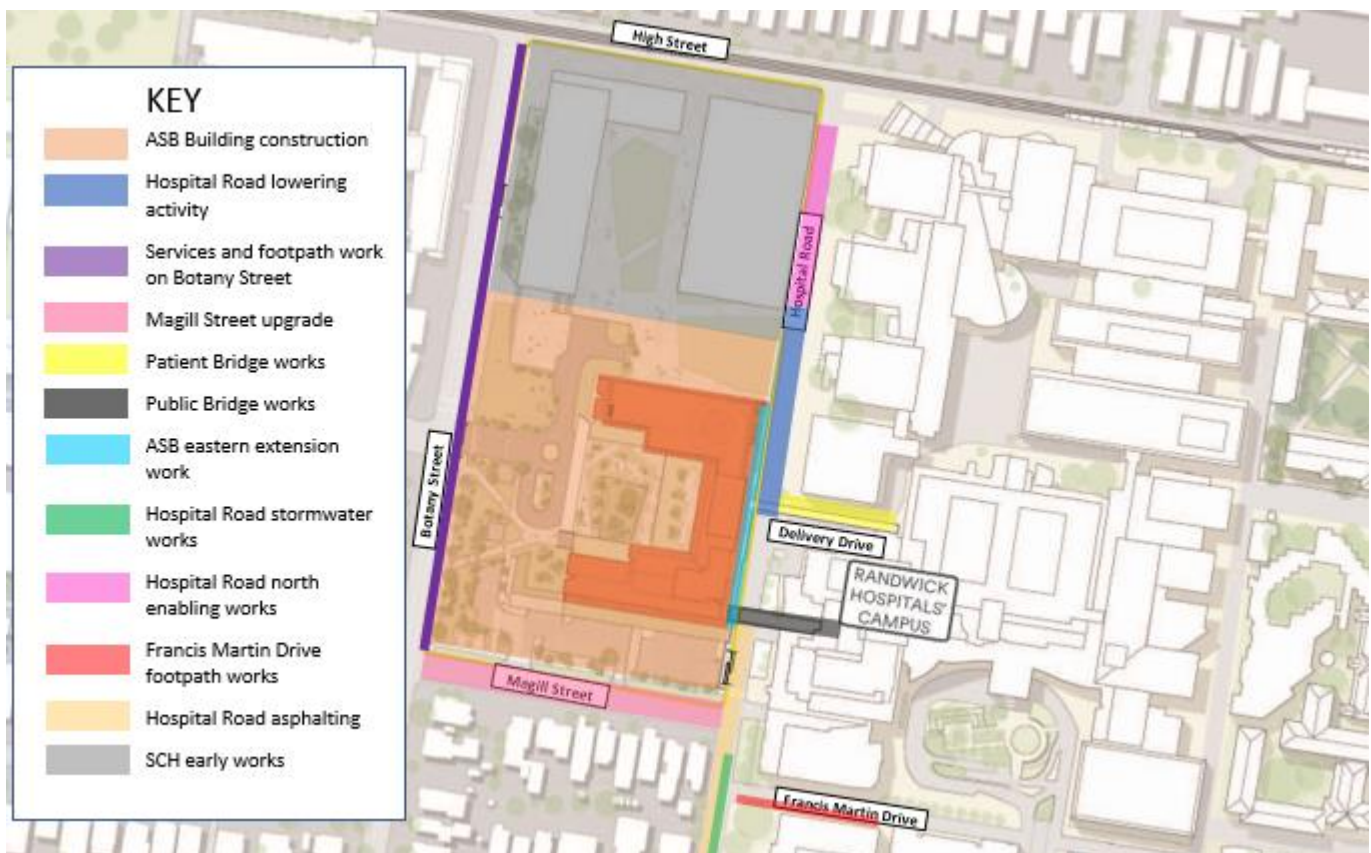 High Street
KEY
ASB Building construction
Hospital Road lowering
activity
Services and footpath work
on Botany Street
Magill Street upgrade
Patient Bridge works
Public Bridge works
ASB eastern extension
work
Hospital Road stormwater
works
Hospital Road north
enabling works
Francis Martin Drive
footpath works
Hospital Road asphalting
SCH early works
Hospital Road
Botany Street
Delivery Drive
RANDWICK
HOSPITALS'
CAMPUS
Magill Street
Francis Martin Drive